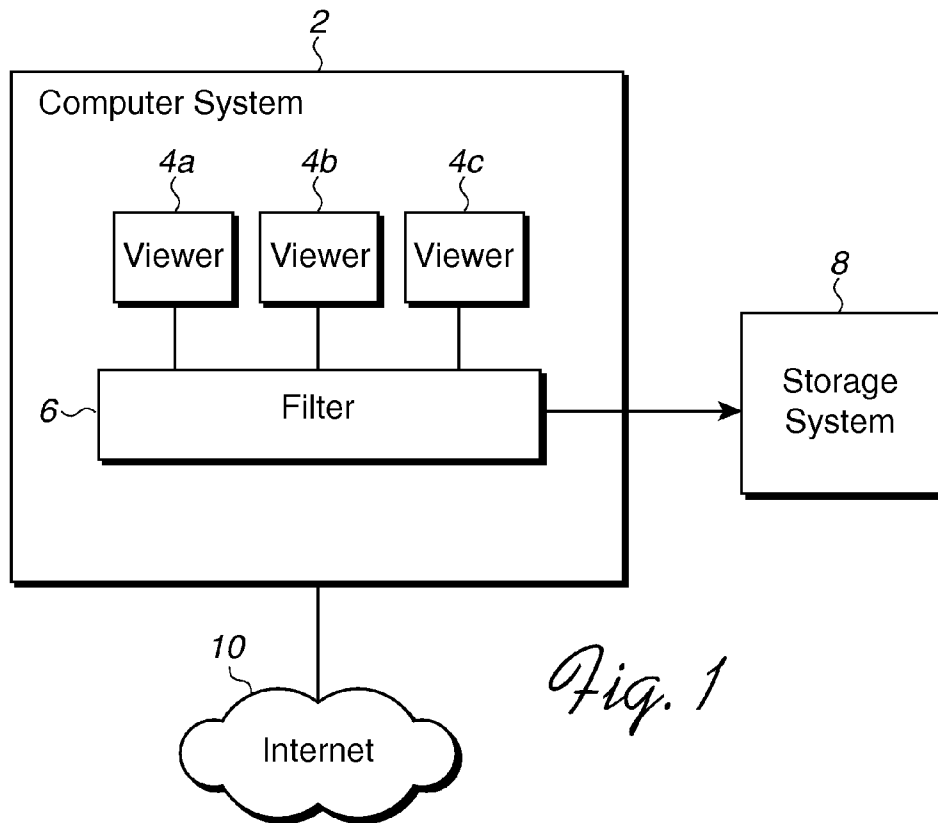 2
Computer System
4a
4b
4c
Viewer
Viewer
Viewer
8
6
Filter
Storage
System
10
Internet
Fig. 1